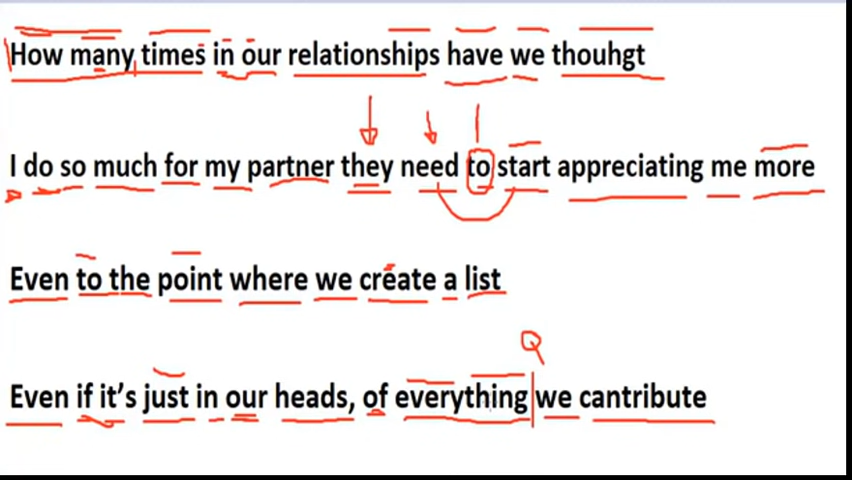 How many times in our relationships have we thouhgt
I do so much for my partner they need to start appreciating me more
Even to the point where we create a list
Q
Even if it's just in our heads, of everything we cantribute